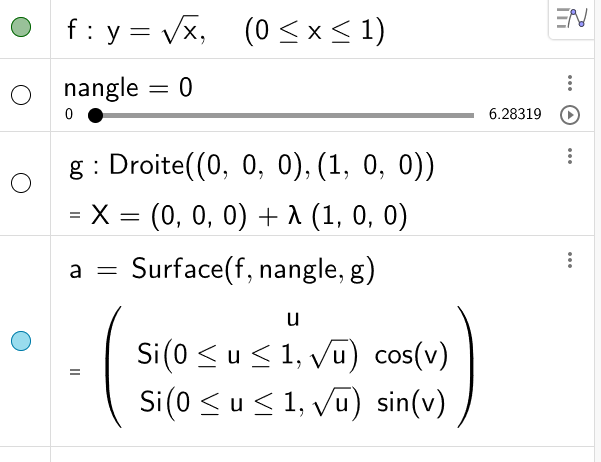 f : y = √x, (0 ≤ x ≤ 1)
nangle = 0
0 6.28319
g : Droite((0, 0, 0), (1, 0, 0))
= X = (0, 0, 0) + λ (1, 0, 0)
a = Surface(f, nangle, g)
u
= Si(0 ≤ u ≤ 1, √u) cos(v)
Si(0 ≤ u ≤ 1, √u) sin(v)